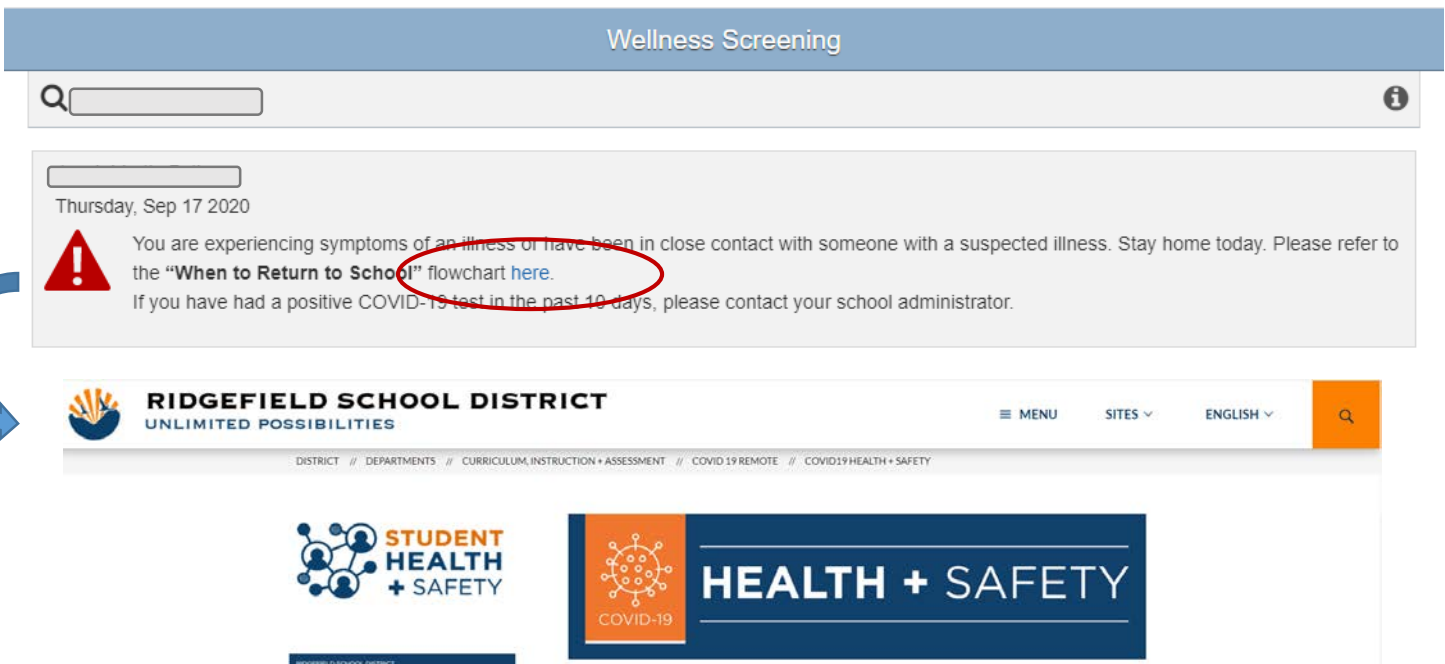 Wellness Screening
Thursday, Sep 17 2020
You are experiencing symptoms of an illness or have been in close contact with someone with a suspected illness. Stay home today. Please refer to
the “When to Return to School” flowchart here.
If you have had a positive COVID-19 test in the past 10 days, please contact your school administrator.
RIDGEFIELD SCHOOL DISTRICT
UNLIMITED POSSIBILITIES
≡ MENU SITES ENGLISH
DISTRICT // DEPARTMENTS // CURRICULUM, INSTRUCTION + ASSESSMENT // COVID 19 REMOTE // COVID19 HEALTH + SAFETY
STUDENT
HEALTH
+ SAFETY
COVID-19
HEALTH + SAFETY
RIDGEFIELD SCHOOL DISTRICT